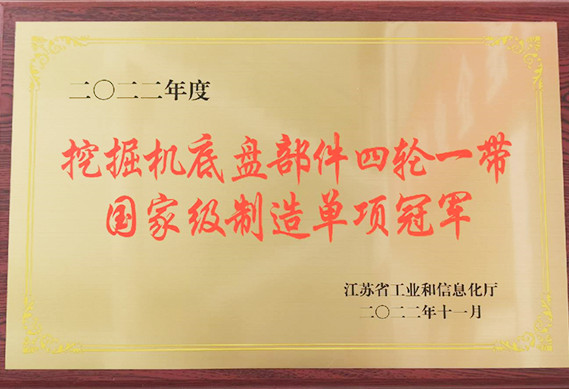 二〇二二年度
挖掘机底盘部件四轮一带
国家级制造单项冠军
江苏省工业和信息化厅
二〇二二年十一月